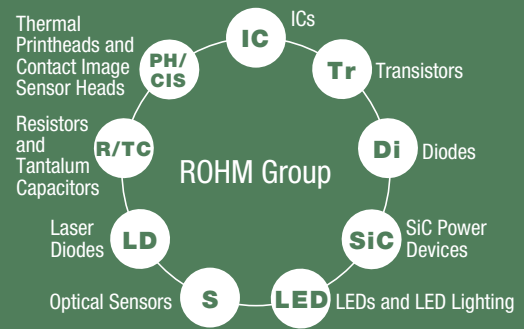 IC
ICs
Tr
Transistors
Di
Diodes
SiC
SiC Power
Devices
LED
LEDs and LED Lighting
S
Optical Sensors
LD
Laser
Diodes
R/TC
Resistors
and
Tantalum
Capacitors
PH/
CIS
Thermal
Printheads and
Contact Image
Sensor Heads
ROHM Group